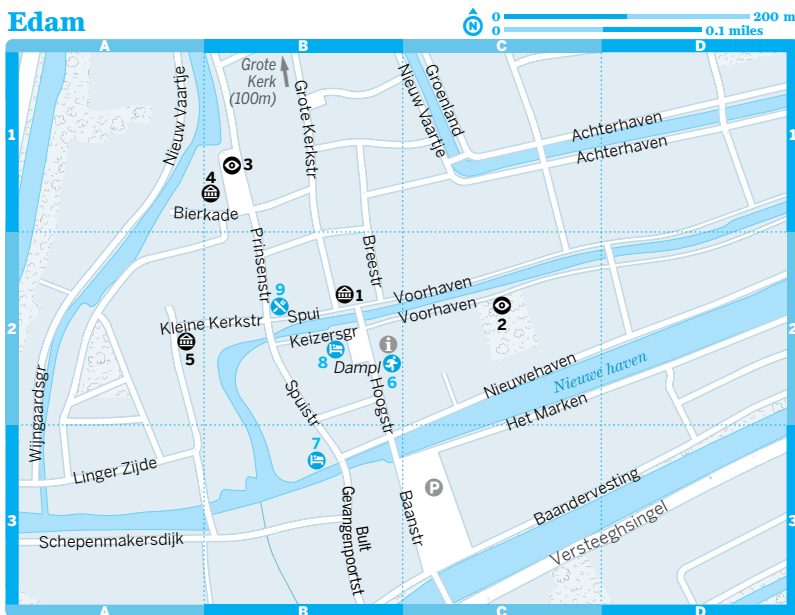 Edam
N
0 200 m
0 0.1 miles
A B C D
1 1
2 2
3 3
A B C D
Grote
Kerk
(100m)
Nieuw Vaartje
Grote Kerkstr
Nieuw Vaartje
Groenland
Achterhaven
Achterhaven
3
4
Bierkade
Prinsenstr
Breestr
9
1
Voorhaven
Voorhaven
2
Kleine Kerkstr
Spui
Keizersgr
5
8
i
Dampl
6
Nieuwehaven
Nieuwe haven
Wijngaardsgr
Spuistr
Hoogstr
Het Marken
7
Linger Zijde
P
Baanstr
Baandervesting
Versteeghsingel
Schepenmakersdijk
Bult
Gevangenpoortst